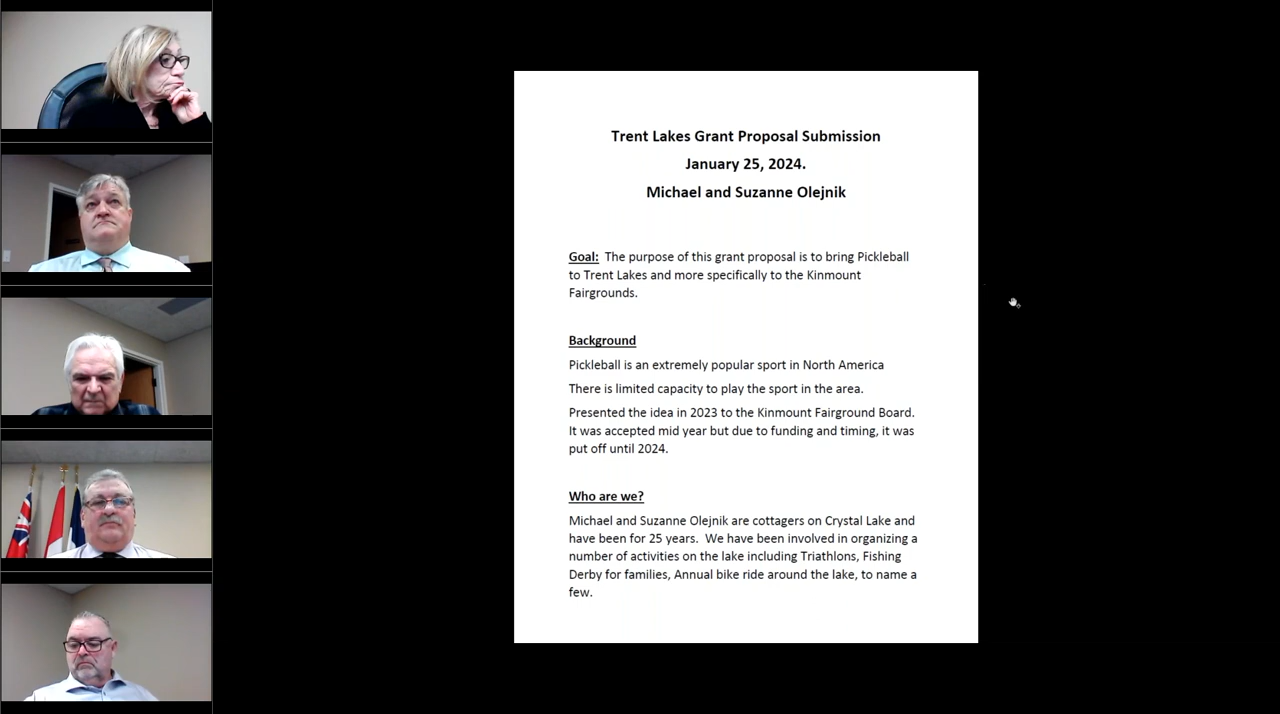 Trent Lakes Grant Proposal Submission
January 25, 2024.
Michael and Suzanne Olejnik
Goal: The purpose of this grant proposal is to bring Pickleball
to Trent Lakes and more specifically to the Kinmount
Fairgrounds.
Background
Pickleball is an extremely popular sport in North America
There is limited capacity to play the sport in the area.
Presented the idea in 2023 to the Kinmount Fairground Board.
It was accepted mid year but due to funding and timing, it was
put off until 2024.
Who are we?
Michael and Suzanne Olejnik are cottagers on Crystal Lake and
have been for 25 years. We have been involved in organizing a
number of activities on the lake including Triathlons, Fishing
Derby for families, Annual bike ride around the lake, to name a
few.